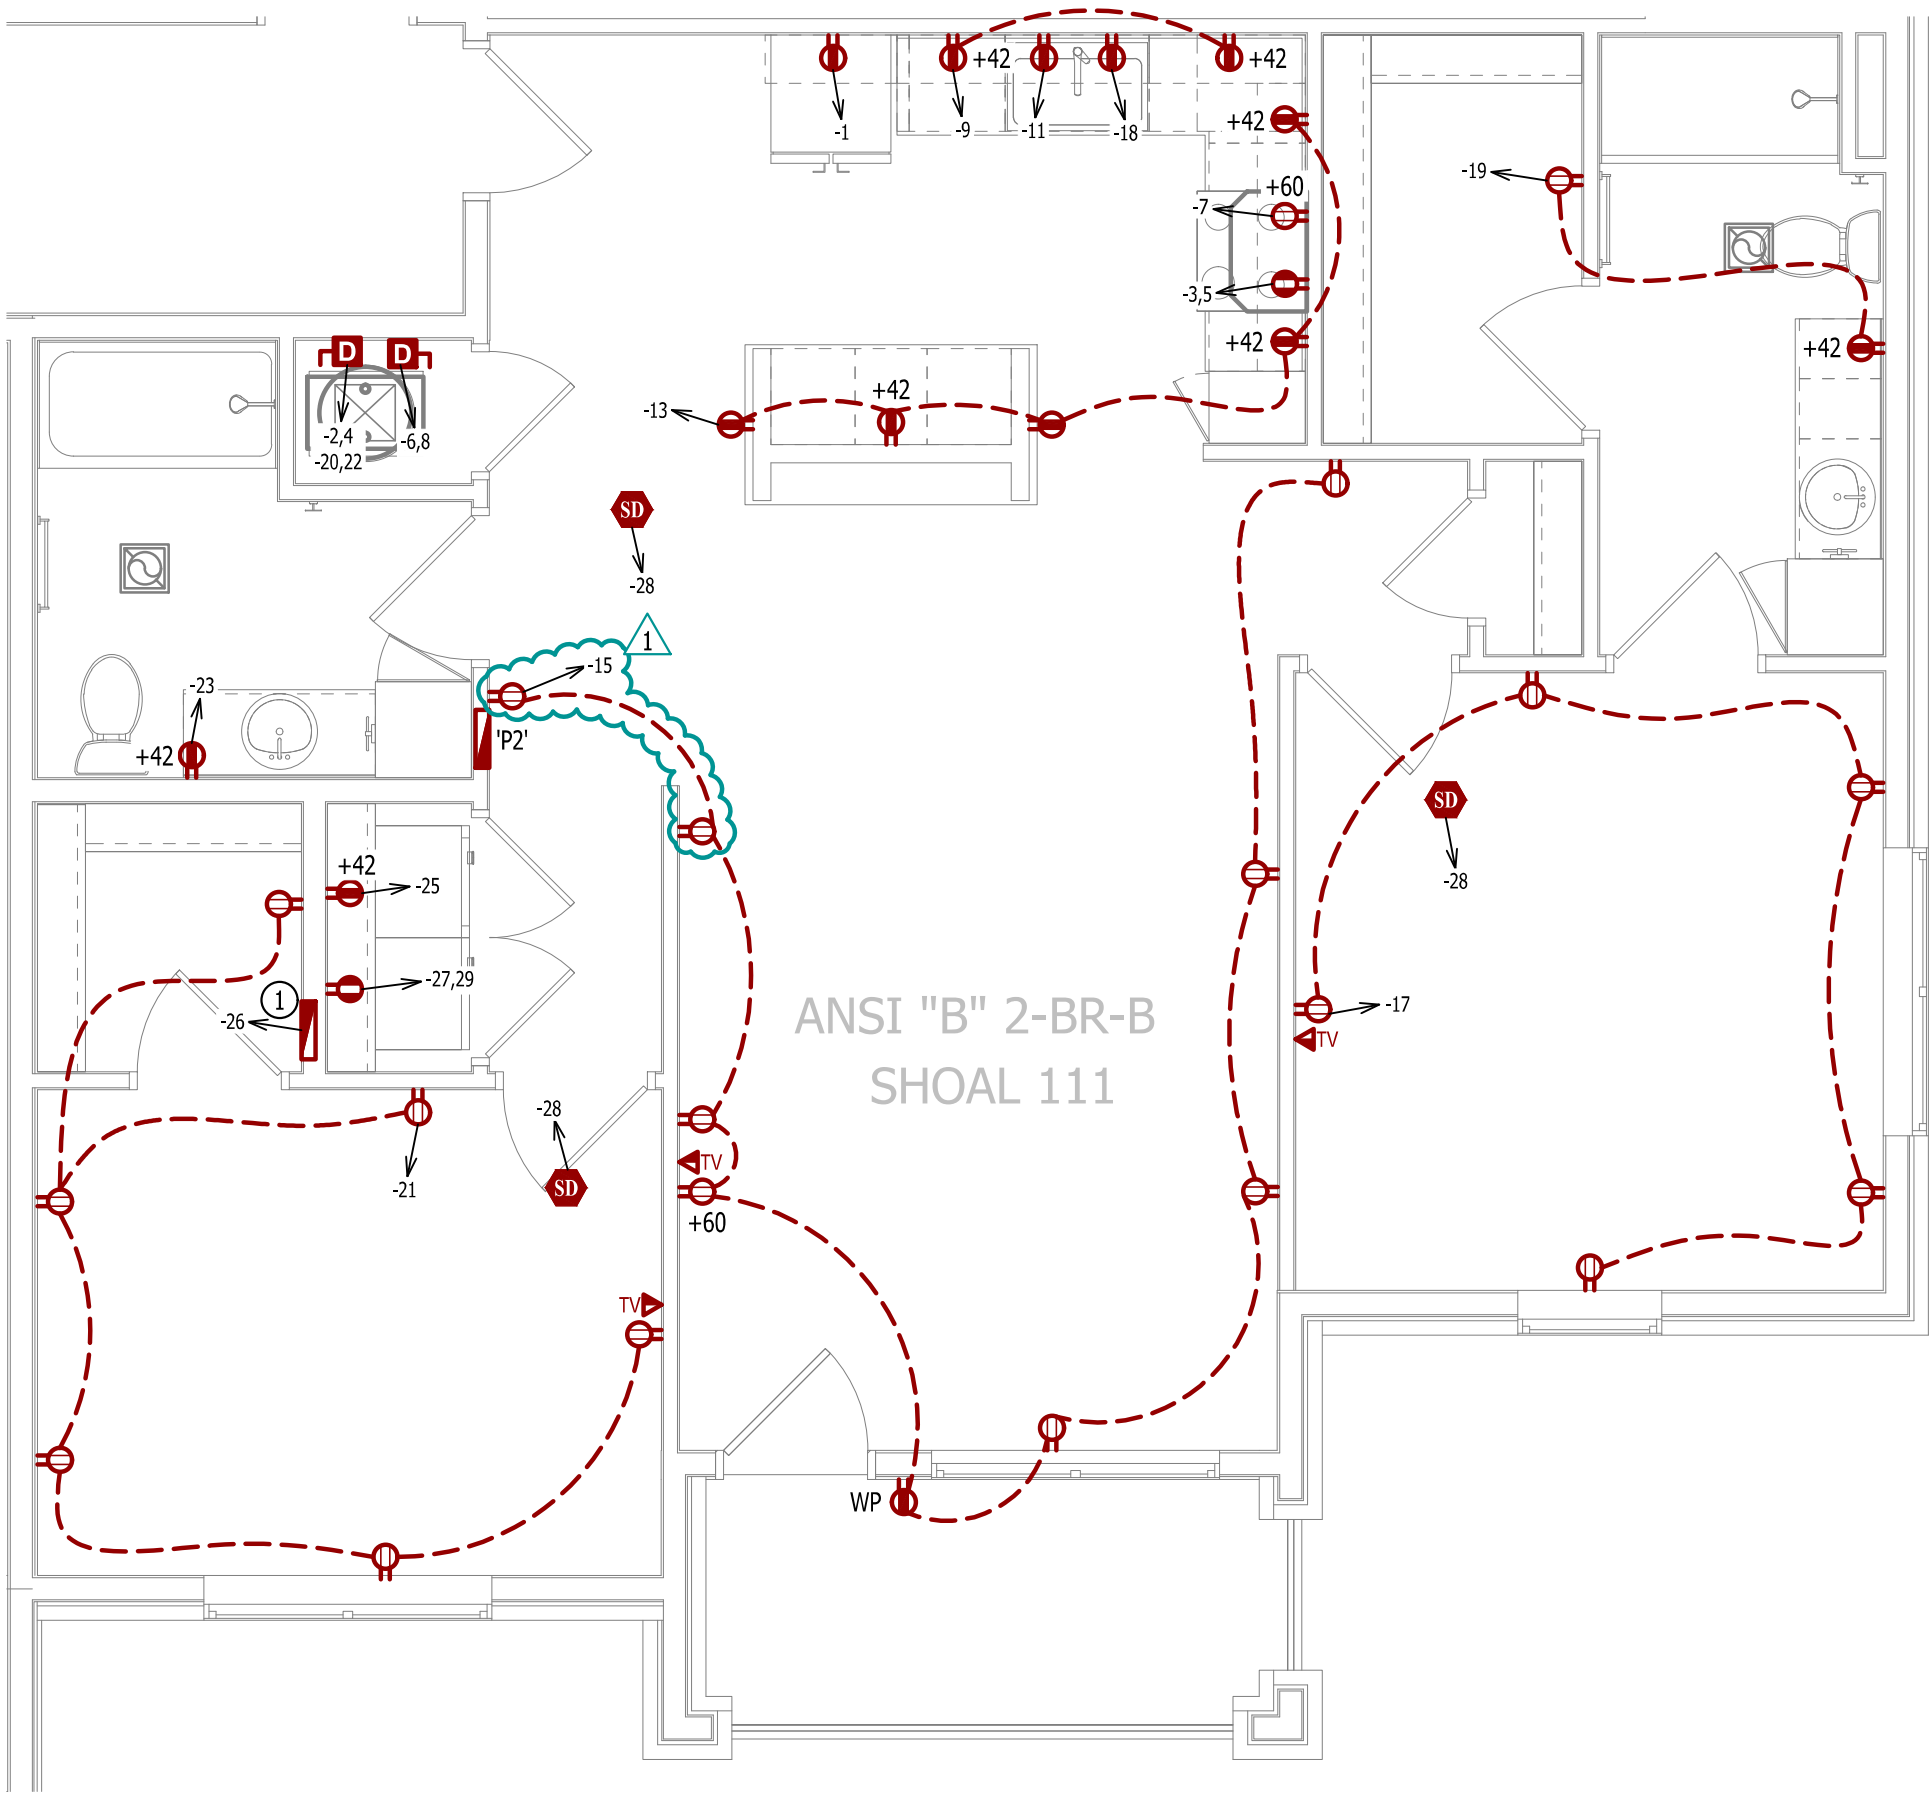 +42
+42
-1
-9
-11
-18
+42
-19
+60
-7
-3,5
+42
+42
D
D
+42
-13
-2,4
-6,8
-20,22
SD
-28
1
-15
-23
'P2'
+42
SD
-28
+42
-25
-27,29
1
-26
ANSI "B" 2-BR-B
-17
TV
SHOAL 111
-28
TV
-21
SD
+60
TV
WP